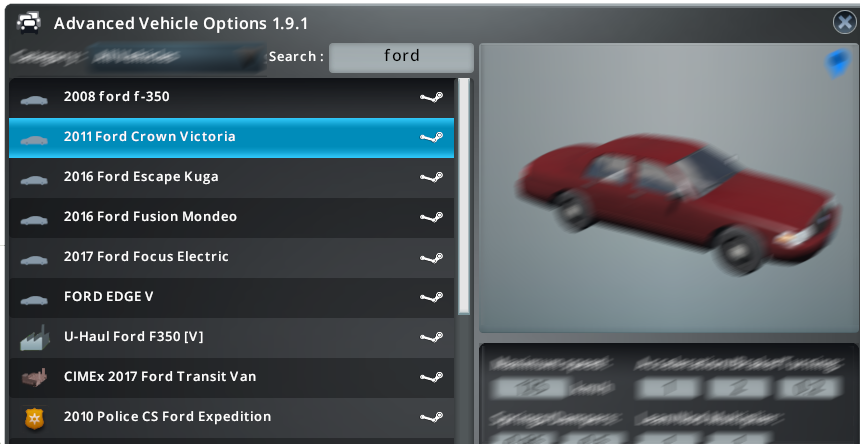 Advanced Vehicle Options 1.9.1
Search : ford
2008 ford f-350
2011 Ford Crown Victoria
2016 Ford Escape Kuga
2016 Ford Fusion Mondeo
2017 Ford Focus Electric
FORD EDGE V
U-Haul Ford F350 [V]
CIMEx 2017 Ford Transit Van
2010 Police CS Ford Expedition